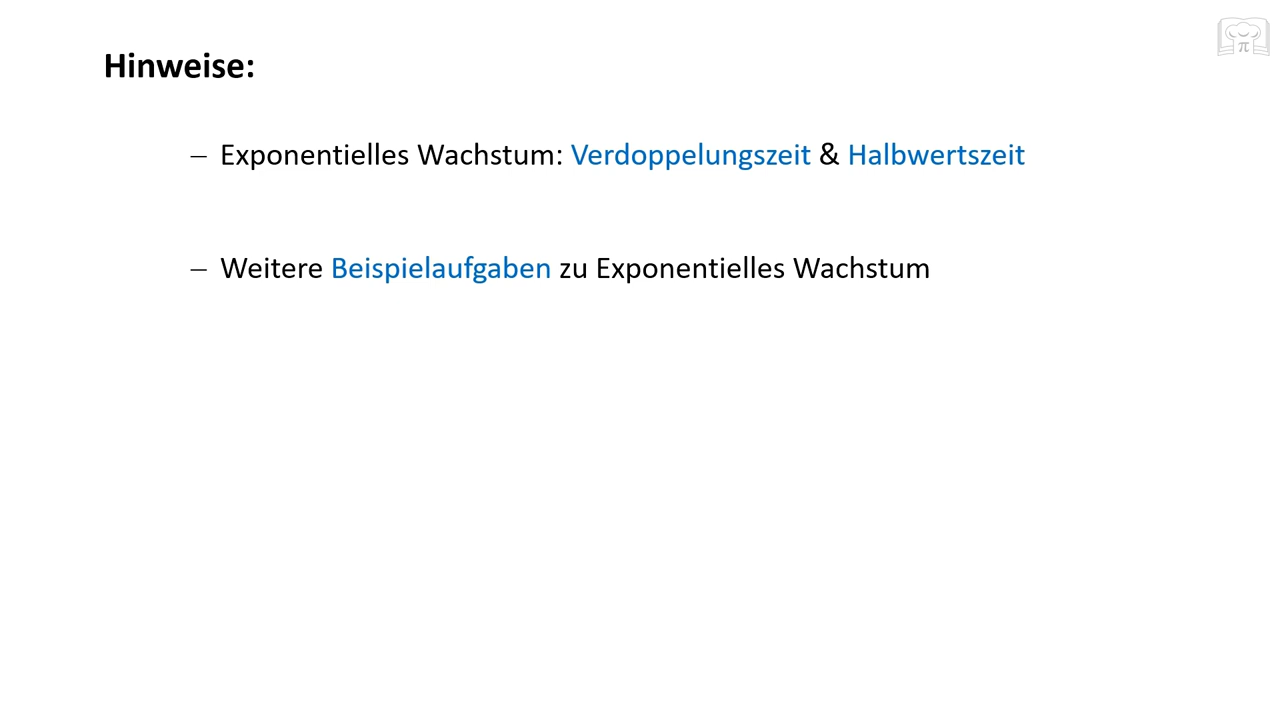 Hinweise:
– Exponentielles Wachstum: Verdoppelungszeit & Halbwertszeit
– Weitere Beispielaufgaben zu Exponentielles Wachstum
π